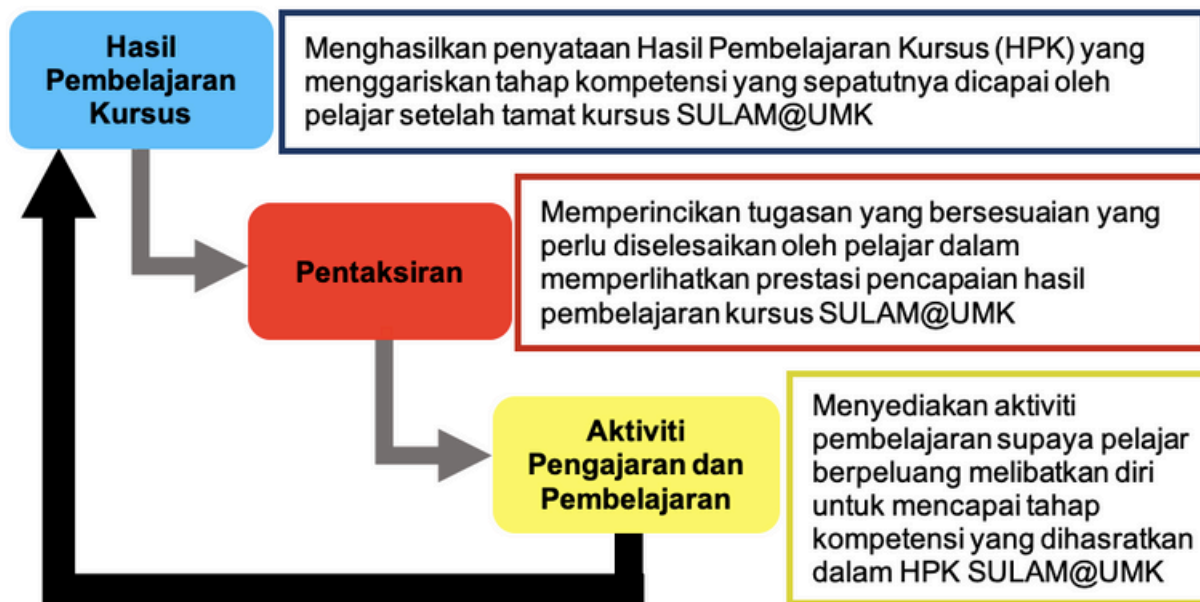 Hasil
Pembelajaran
Kursus
Menghasilkan penyataan Hasil Pembelajaran Kursus (HPK) yang
menggariskan tahap kompetensi yang sepatutnya dicapai oleh
pelajar setelah tamat kursus SULAM@UMK
Pentaksiran
Memperincikan tugasan yang bersesuaian yang
perlu diselesaikan oleh pelajar dalam
memperlihatkan prestasi pencapaian hasil
pembelajaran kursus SULAM@UMK
Aktiviti
Pengajaran dan
Pembelajaran
Menyediakan aktiviti
pembelajaran supaya pelajar
berpeluang melibatkan diri
untuk mencapai tahap
kompetensi yang dihasratkan
dalam HPK SULAM@UMK